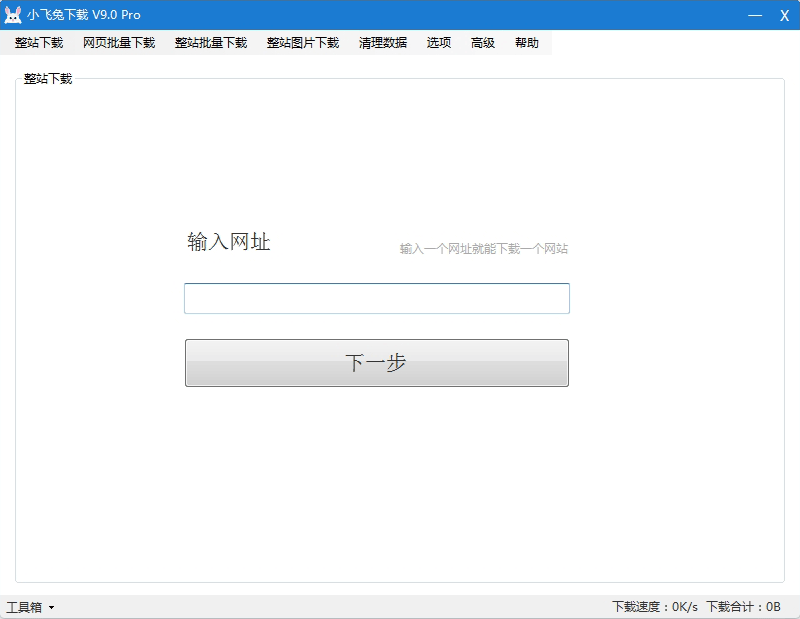 小飞兔下载 V9.0 Pro
— X
整站下载 网页批量下载 整站批量下载 整站图片下载 清理数据 选项 高级 帮助
整站下载
输入网址
输入一个网址就能下载一个网站
下一步
工具箱 下载速度：0K/s 下载合计：0B